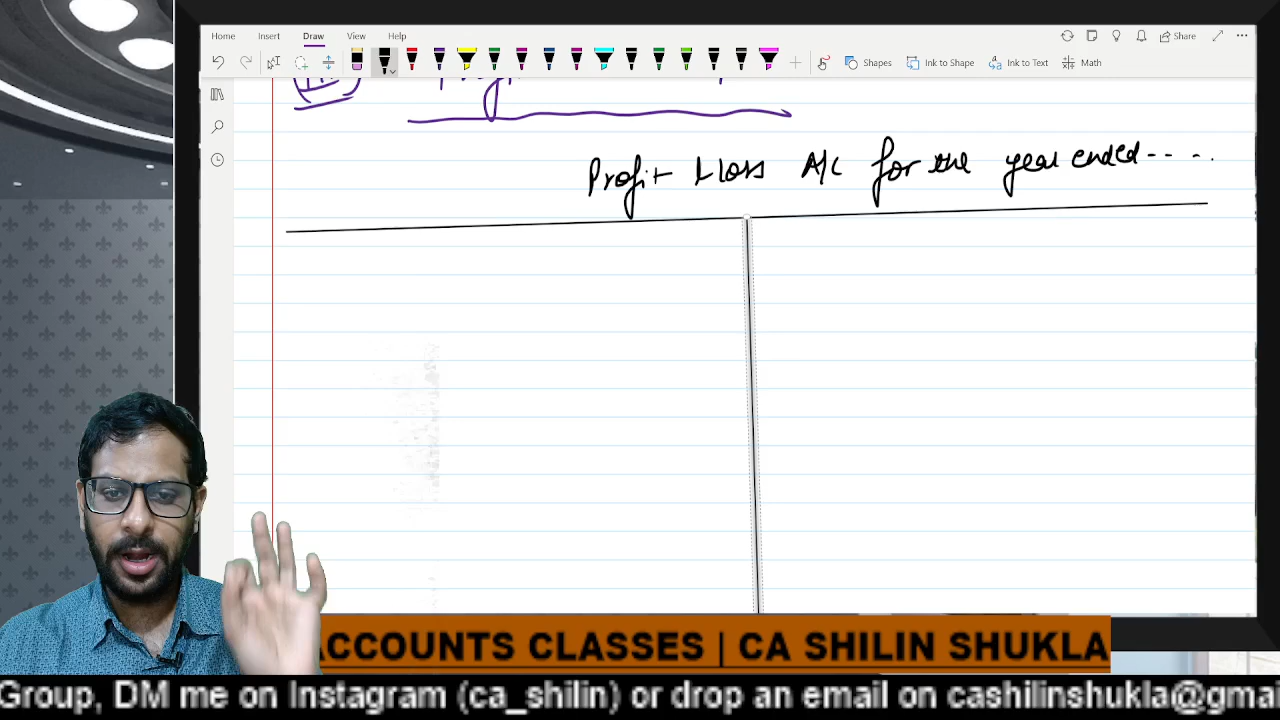 Home Insert Draw View Help
Share
Shapes Ink to Shape Ink to Text Math
Profit & Loss A/c for the year ended-- - .
ACCOUNTS CLASSES | CA SHILIN SHUKLA
Group, DM me on Instagram (ca_shilin) or drop an email on cashilinshukla@gmai